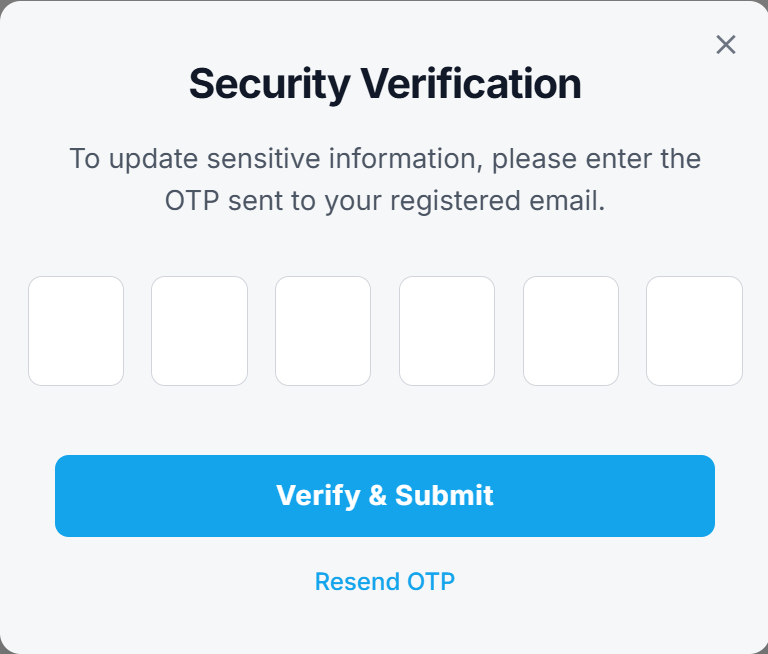 Security Verification
To update sensitive information, please enter the
OTP sent to your registered email.
Verify & Submit
Resend OTP